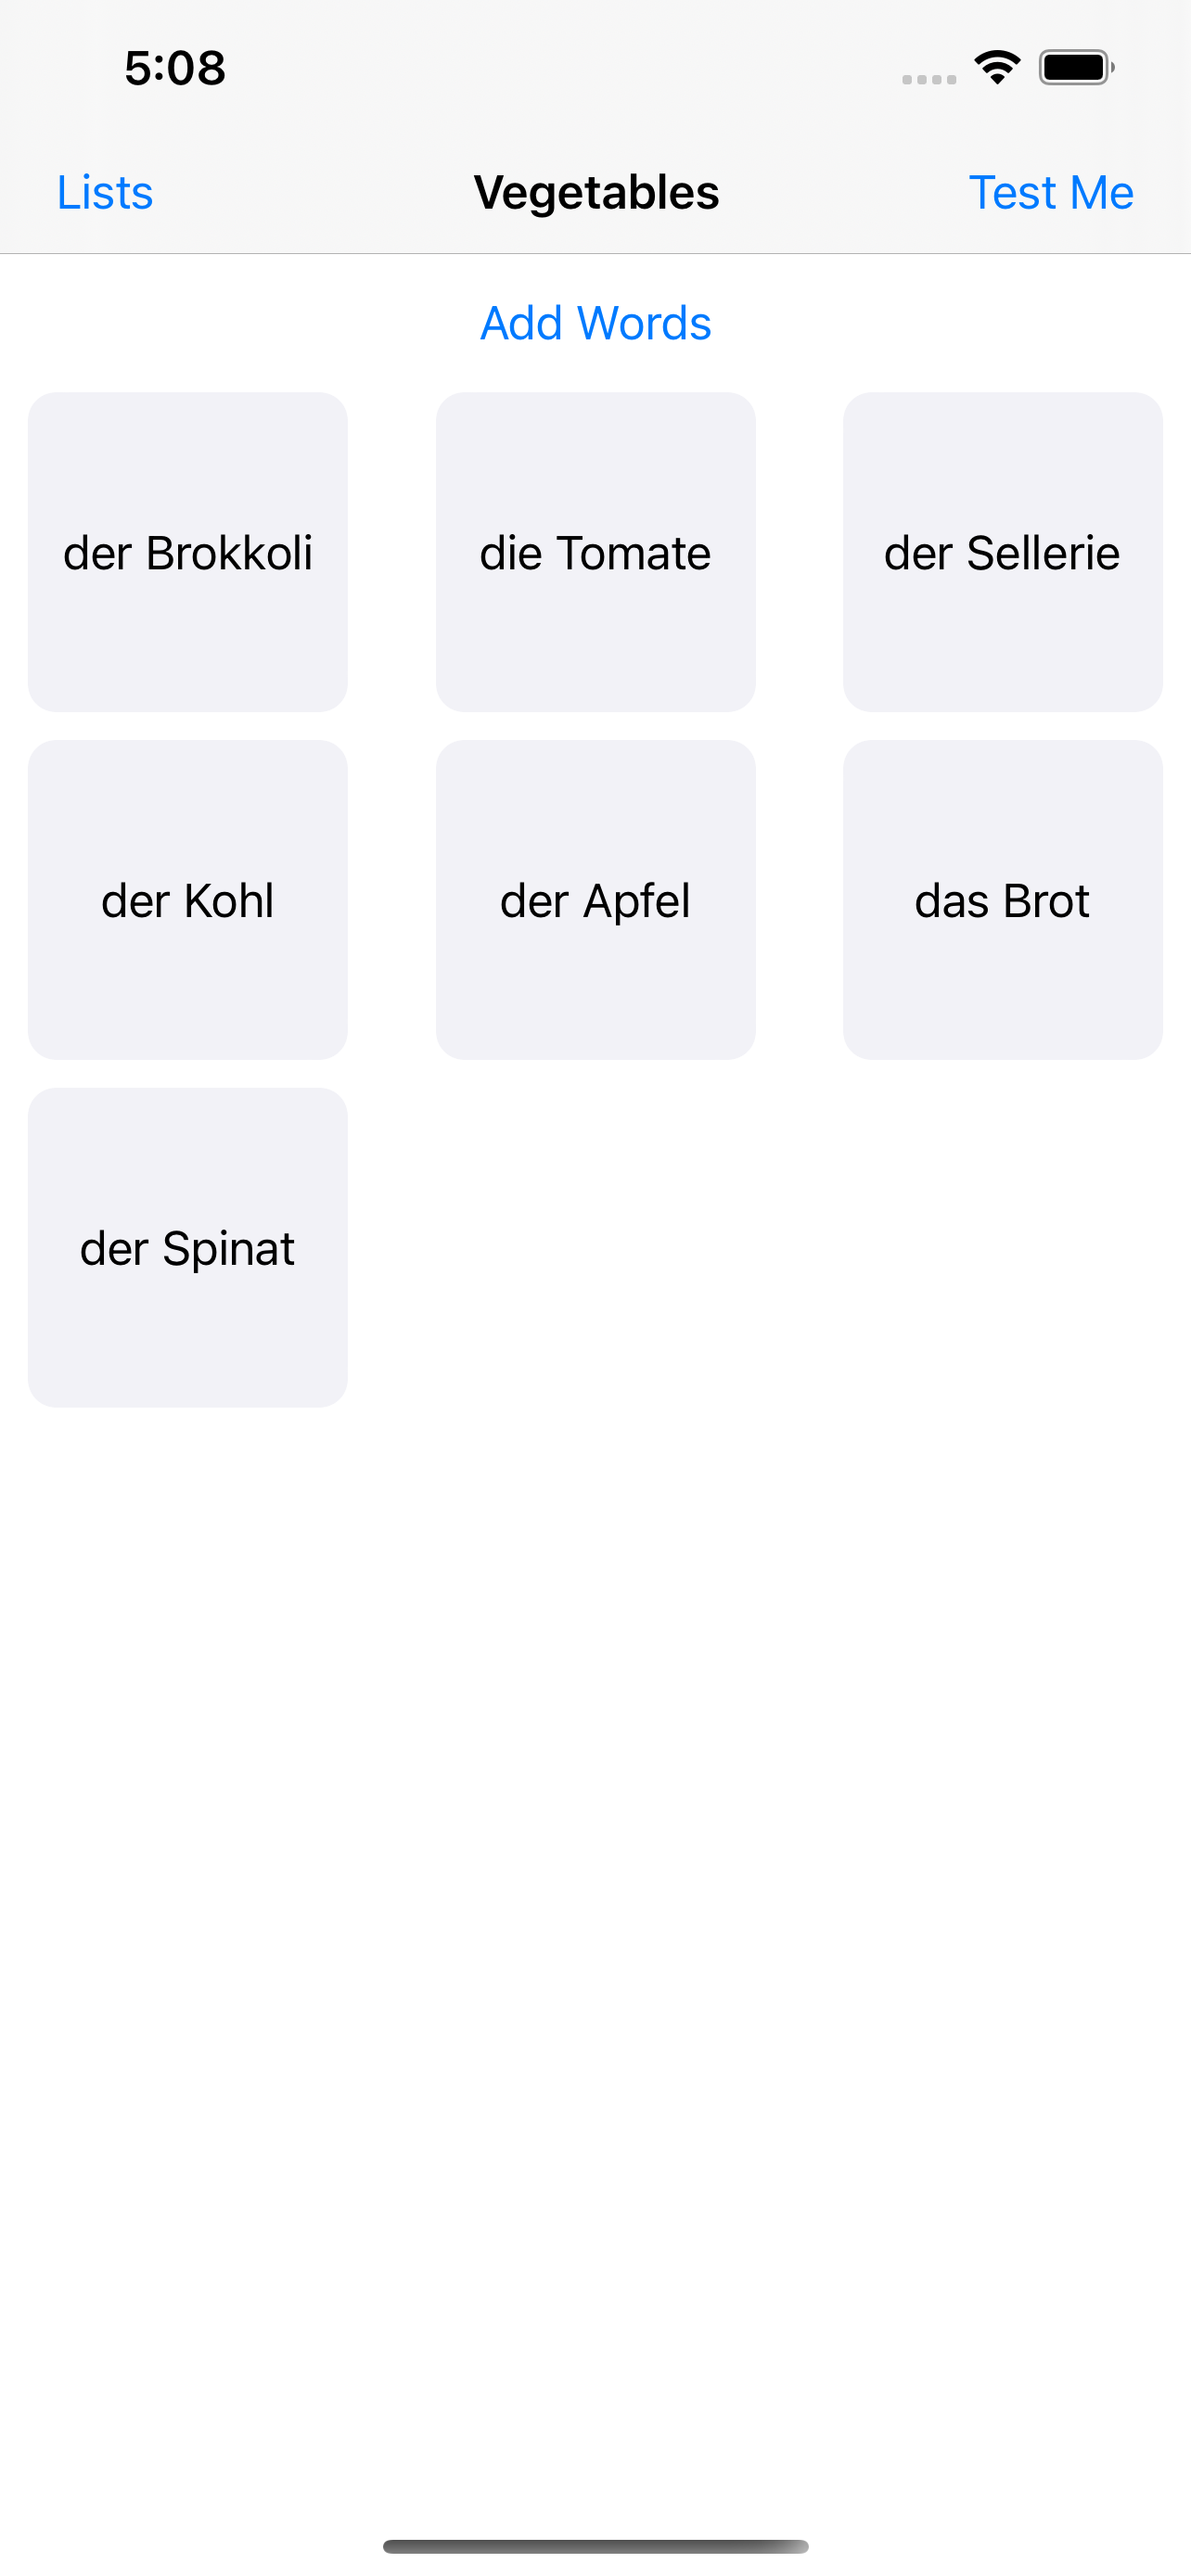 5:08
Lists
Vegetables
Test Me
Add Words
der Brokkoli
die Tomate
der Sellerie
der Kohl
der Apfel
das Brot
der Spinat